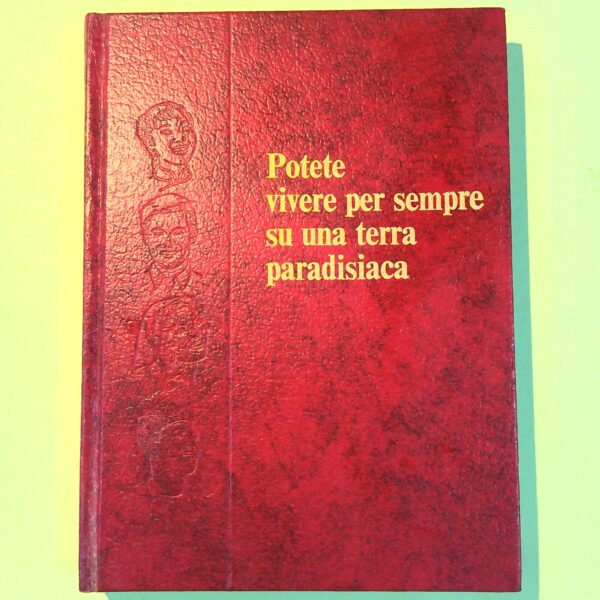 Potete
vivere per sempre
su una terra
paradisiaca